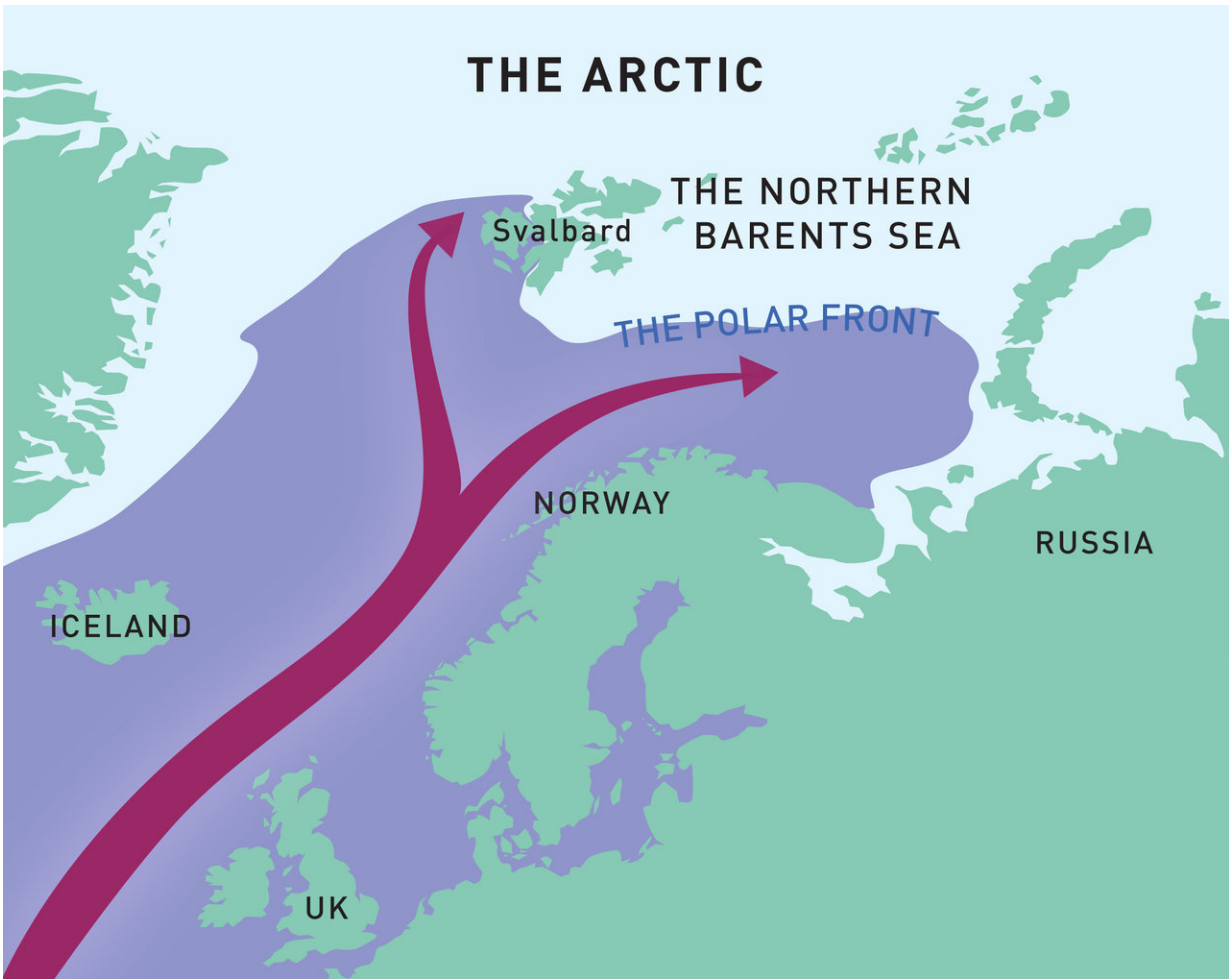 THE ARCTIC
THE NORTHERN
BARENTS SEA
Svalbard
THE POLAR FRONT
NORWAY
RUSSIA
ICELAND
UK